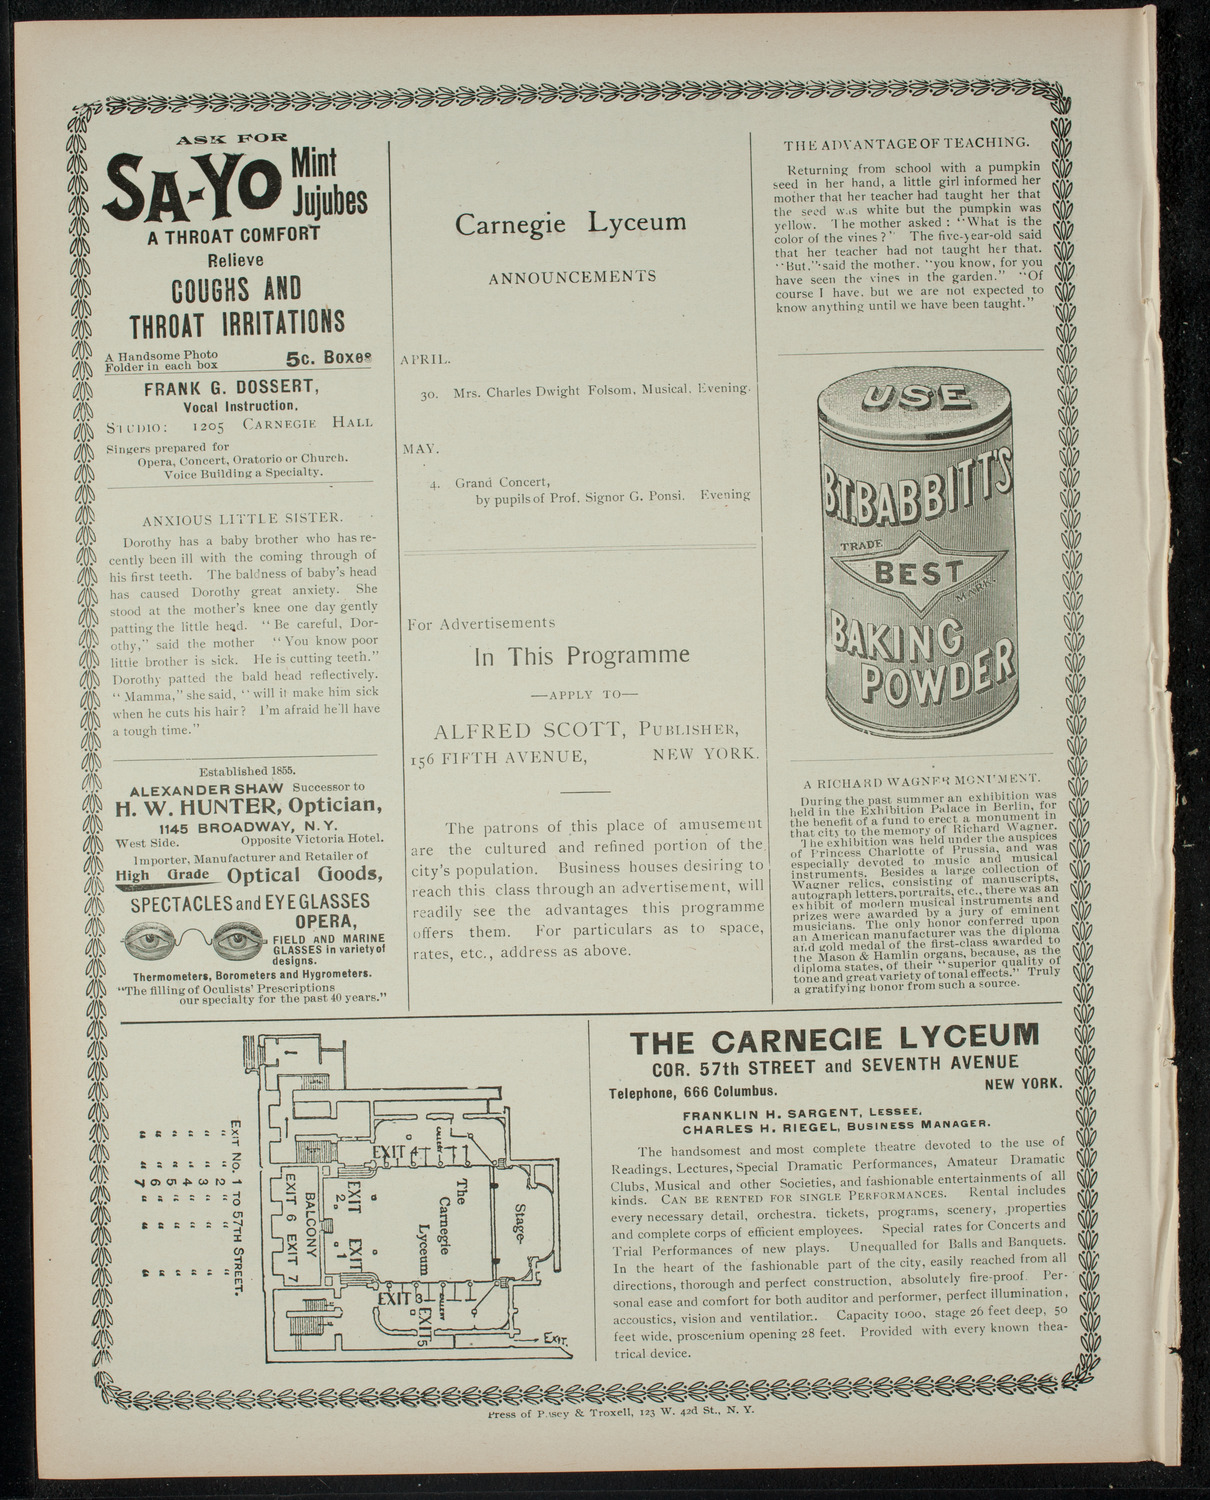 ASK FOR
SA-YO Mint Jujubes
A THROAT COMFORT
Relieve
COUGHS AND
THROAT IRRITATIONS
A Handsome Photo
Folder in each box
5c. Boxes
FRANK G. DOSSERT,
Vocal Instruction,
STUDIO: 1205 CARNEGIE HALL
Singers prepared for
Opera, Concert, Oratorio or Church.
Voice Building a Specialty.
ANXIOUS LITTLE SISTER.
Dorothy has a baby brother who has re-
cently been ill with the coming through of
his first teeth. The baldness of baby's head
has caused Dorothy great anxiety. She
stood at the mother's knee one day gently
patting the little head. "Be careful, Dor-
othy," said the mother "You know poor
little brother is sick. He is cutting teeth."
Dorothy patted the bald head reflectively.
"Mamma," she said, "will it make him sick
when he cuts his hair? I'm afraid he'll have
a tough time."
Established 1855.
ALEXANDER SHAW Successor to
H. W. HUNTER, Optician,
1145 BROADWAY, N. Y.
West Side. Opposite Victoria Hotel.
Importer, Manufacturer and Retailer of
High Grade Optical Goods,
SPECTACLES and EYEGLASSES
OPERA,
FIELD AND MARINE
GLASSES in variety of
designs.
Thermometers, Borometers and Hygrometers.
"The filling of Oculists' Prescriptions
our specialty for the past 40 years."
Carnegie Lyceum
ANNOUNCEMENTS
APRIL.
30. Mrs. Charles Dwight Folsom, Musical. Evening.
MAY.
4. Grand Concert,
by pupils of Prof. Signor G. Ponsi. Evening
For Advertisements
In This Programme
—APPLY TO—
ALFRED SCOTT, PUBLISHER,
156 FIFTH AVENUE, NEW YORK.
The patrons of this place of amusement
are the cultured and refined portion of the
city's population. Business houses desiring to
reach this class through an advertisement, will
readily see the advantages this programme
offers them. For particulars as to space,
rates, etc., address as above.
THE ADVANTAGE OF TEACHING.
Returning from school with a pumpkin
seed in her hand, a little girl informed her
mother that her teacher had taught her that
the seed was white but the pumpkin was
yellow. The mother asked: "What is the
color of the vines?" The five-year-old said
that her teacher had not taught her that.
"But," said the mother, "you know, for you
have seen the vines in the garden." "Of
course I have, but we are not expected to
know anything until we have been taught."
USE
B.T. BABBITT'S
TRADE
BEST
MARK
BAKING
POWDER
A RICHARD WAGNER MONUMENT.
During the past summer an exhibition was
held in the Exhibition Palace in Berlin, for
the benefit of a fund to erect a monument in
that city to the memory of Richard Wagner.
The exhibition was held under the auspices
of Princess Charlotte of Prussia, and was
especially devoted to music and musical
instruments. Besides a large collection of
Wagner relics, consisting of manuscripts,
autograph letters, portraits, etc., there was an
exhibit of modern musical instruments and
prizes were awarded by a jury of eminent
musicians. The only honor conferred upon
an American manufacturer was the diploma
and gold medal of the first-class awarded to
the Mason & Hamlin organs, because, as the
diploma states, of their "superior quality of
tone and great variety of tonal effects." Truly
a gratifying honor from such a source.
EXIT NO. 1 TO 57TH STREET.
" " 2 " " "
" " 3 " " "
" " 4 " " "
" " 5 " " "
" " 6 " " "
" " 7 " " "
EXIT 6 EXIT 7
BALCONY
EXIT 2
EXIT 1
EXIT 4
GALLERY
The
Carnegie
Lyceum
Stage
EXIT 3
EXIT 5
GALLERY
EXIT.
THE CARNEGIE LYCEUM
COR. 57th STREET and SEVENTH AVENUE
Telephone, 666 Columbus. NEW YORK.
FRANKLIN H. SARGENT, LESSEE.
CHARLES H. RIEGEL, BUSINESS MANAGER.
The handsomest and most complete theatre devoted to the use of
Readings, Lectures, Special Dramatic Performances, Amateur Dramatic
Clubs, Musical and other Societies, and fashionable entertainments of all
kinds. CAN BE RENTED FOR SINGLE PERFORMANCES. Rental includes
every necessary detail, orchestra, tickets, programs, scenery, properties
and complete corps of efficient employees. Special rates for Concerts and
Trial Performances of new plays. Unequalled for Balls and Banquets.
In the heart of the fashionable part of the city, easily reached from all
directions, thorough and perfect construction, absolutely fire-proof. Per-
sonal ease and comfort for both auditor and performer, perfect illumination,
accoustics, vision and ventilation. Capacity 1000, stage 26 feet deep, 50
feet wide, proscenium opening 28 feet. Provided with every known thea-
trical device.
Press of Pusey & Troxell, 123 W. 42d St., N. Y.